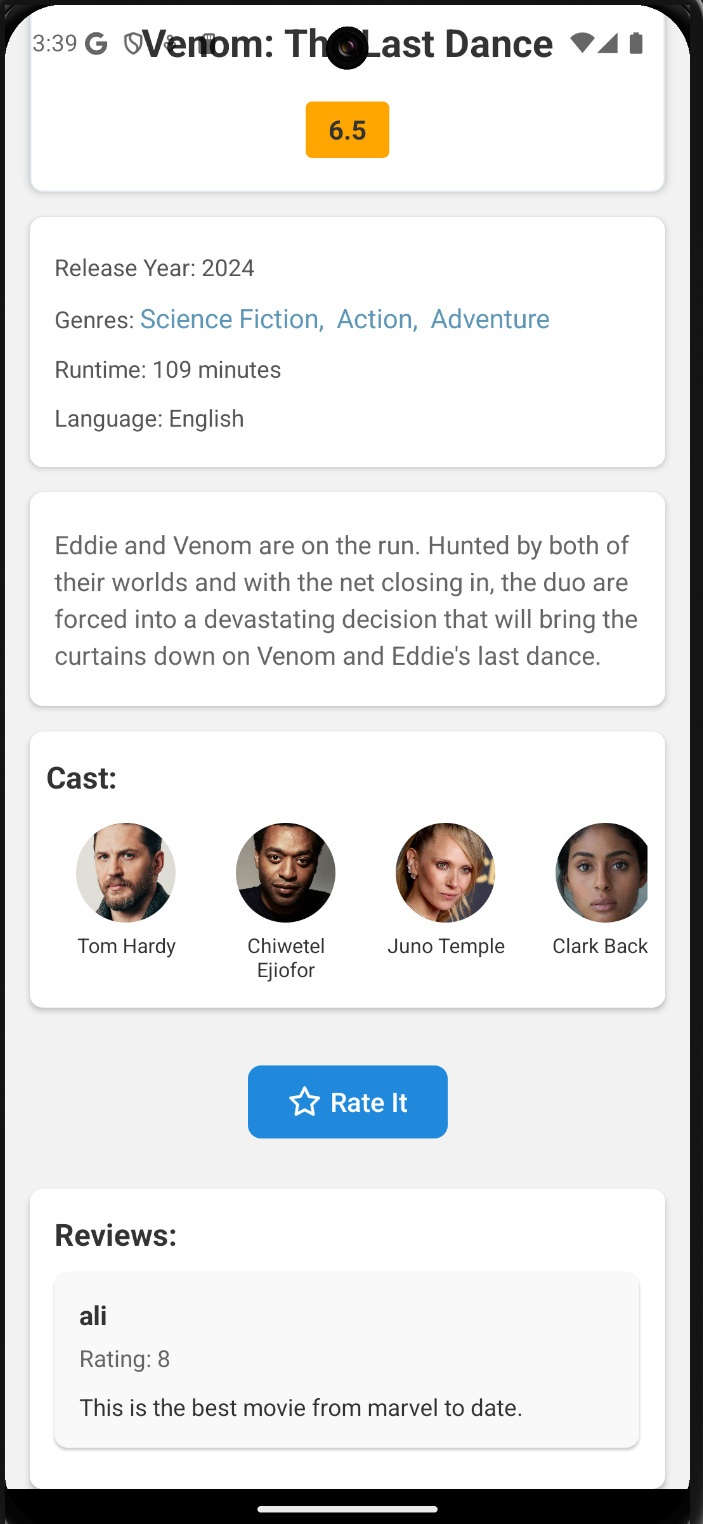 3:39
Venom: The Last Dance
6.5
Release Year: 2024
Genres: Science Fiction, Action, Adventure
Runtime: 109 minutes
Language: English
Eddie and Venom are on the run. Hunted by both of
their worlds and with the net closing in, the duo are
forced into a devastating decision that will bring the
curtains down on Venom and Eddie's last dance.
Cast:
Tom Hardy
Chiwetel
Ejiofor
Juno Temple
Clark Back
Rate It
Reviews:
ali
Rating: 8
This is the best movie from marvel to date.